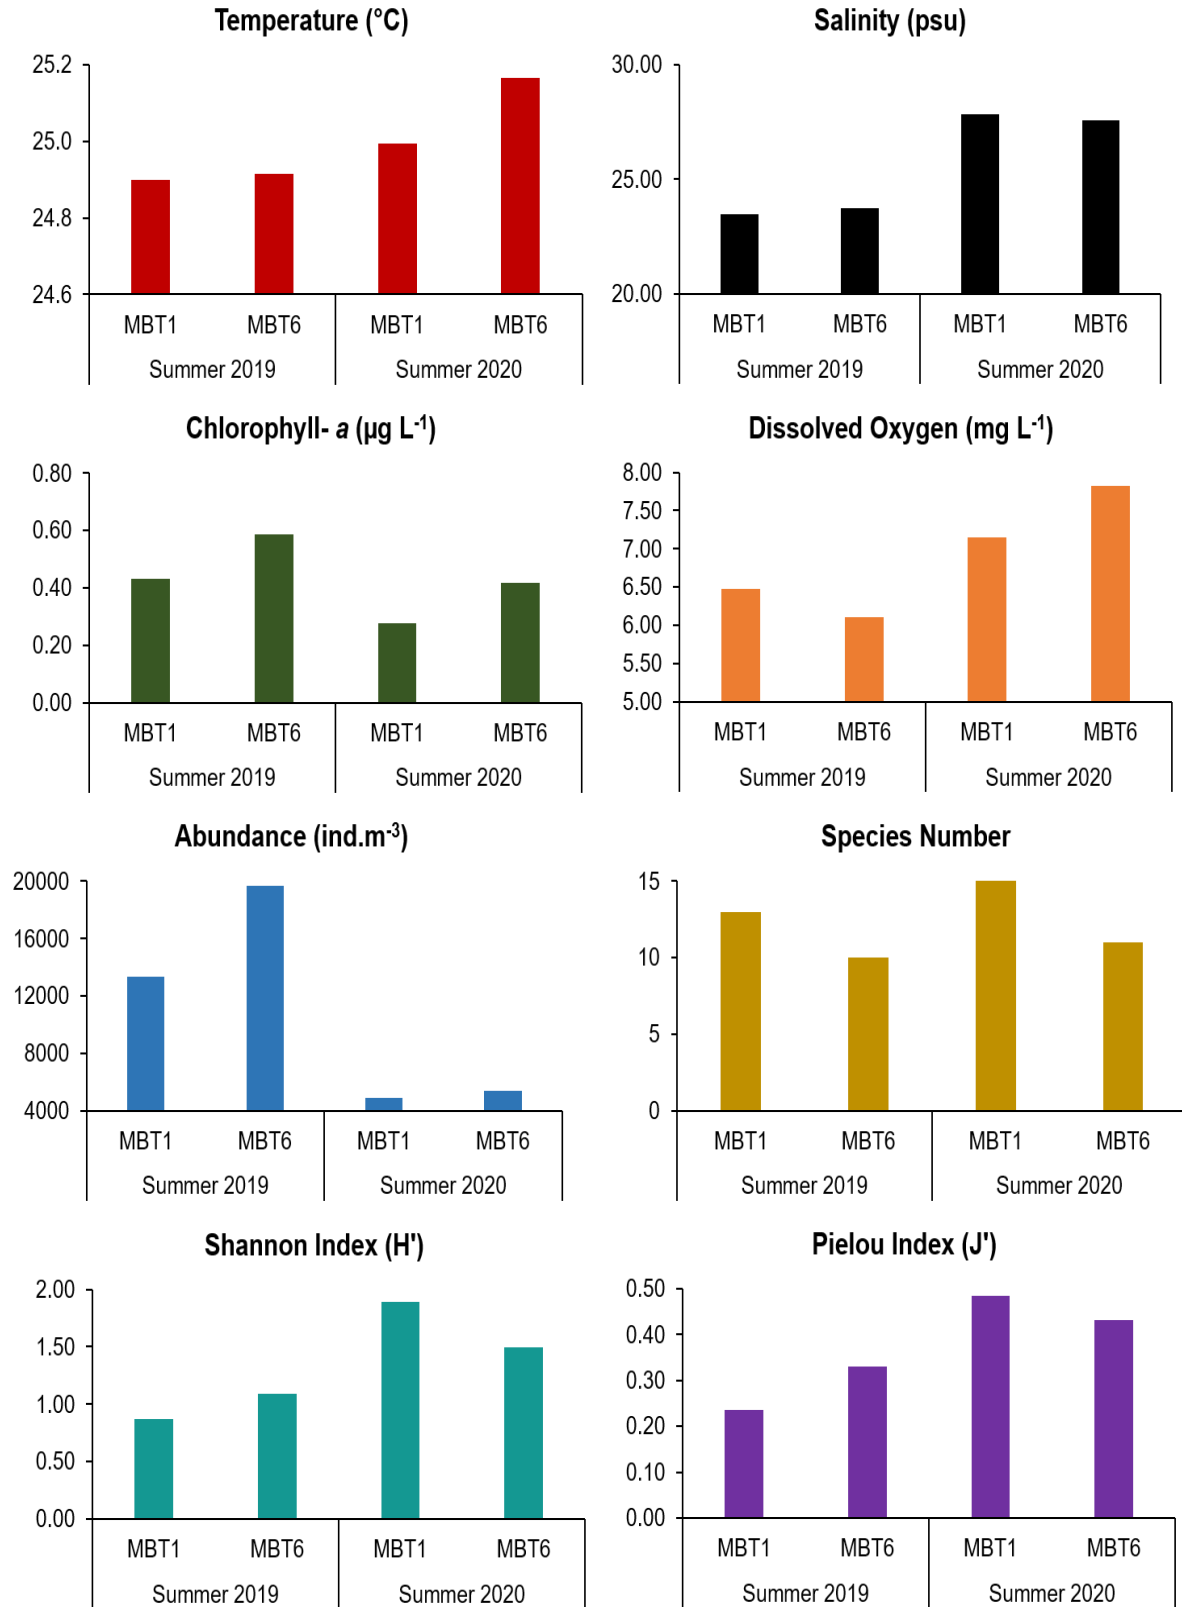 Temperature (°C)
25.2
25.0
24.8
24.6
MBT1 MBT6 MBT1 MBT6
Summer 2019 Summer 2020
Salinity (psu)
30.00
25.00
20.00
MBT1 MBT6 MBT1 MBT6
Summer 2019 Summer 2020
Chlorophyll- a (µg L⁻¹)
0.80
0.60
0.40
0.20
0.00
MBT1 MBT6 MBT1 MBT6
Summer 2019 Summer 2020
Dissolved Oxygen (mg L⁻¹)
8.00
7.50
7.00
6.50
6.00
5.50
5.00
MBT1 MBT6 MBT1 MBT6
Summer 2019 Summer 2020
Abundance (ind.m⁻³)
20000
16000
12000
8000
4000
MBT1 MBT6 MBT1 MBT6
Summer 2019 Summer 2020
Species Number
15
10
5
0
MBT1 MBT6 MBT1 MBT6
Summer 2019 Summer 2020
Shannon Index (H')
2.00
1.50
1.00
0.50
0.00
MBT1 MBT6 MBT1 MBT6
Summer 2019 Summer 2020
Pielou Index (J')
0.50
0.40
0.30
0.20
0.10
0.00
MBT1 MBT6 MBT1 MBT6
Summer 2019 Summer 2020